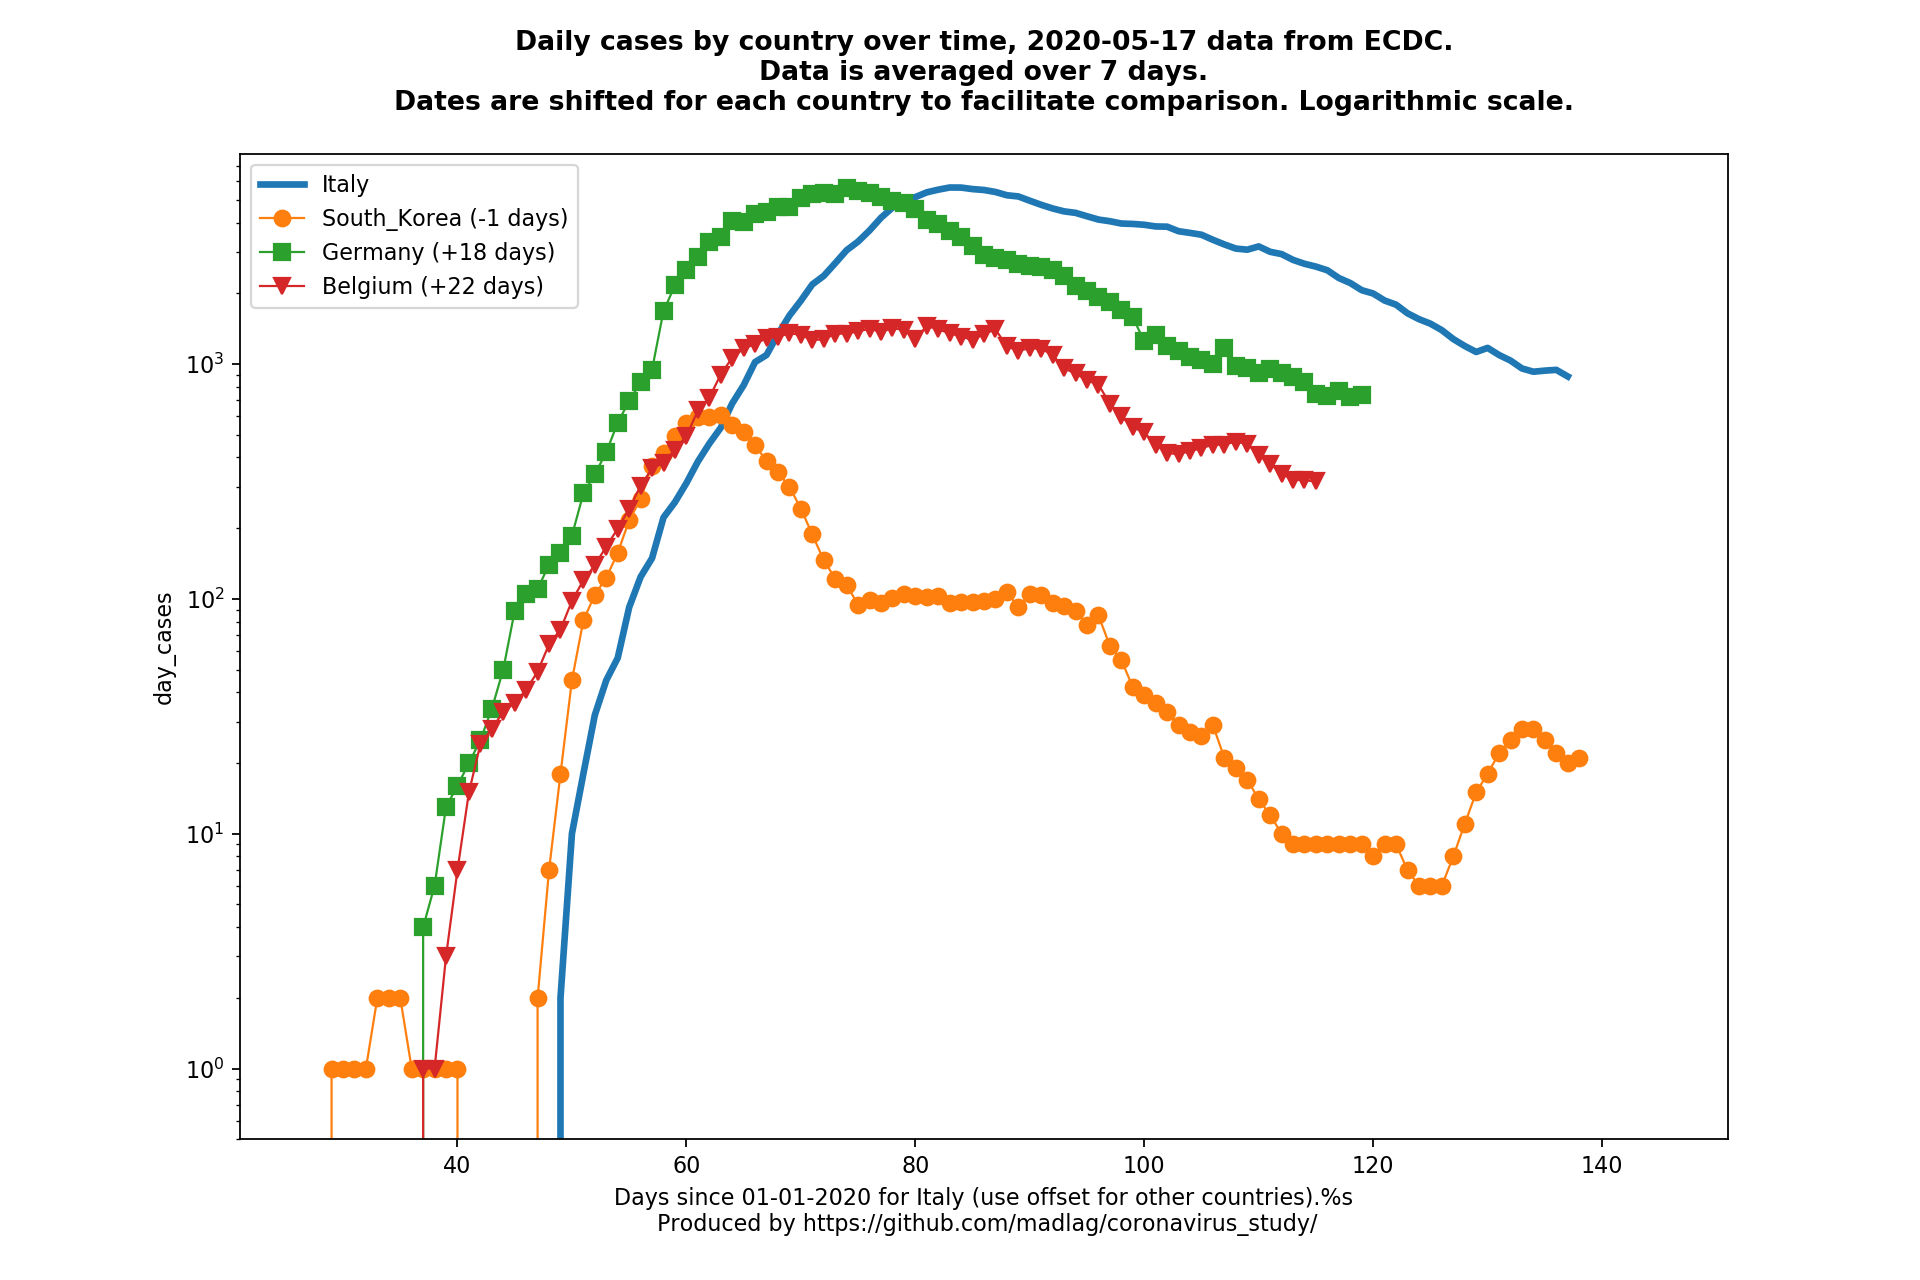 Daily cases by country over time, 2020-05-17 data from ECDC.
Data is averaged over 7 days.
Dates are shifted for each country to facilitate comparison. Logarithmic scale.
Italy
South_Korea (-1 days)
Germany (+18 days)
Belgium (+22 days)
10³
10²
10¹
10⁰
day_cases
40 60 80 100 120 140
Days since 01-01-2020 for Italy (use offset for other countries).%s
Produced by https://github.com/madlag/coronavirus_study/